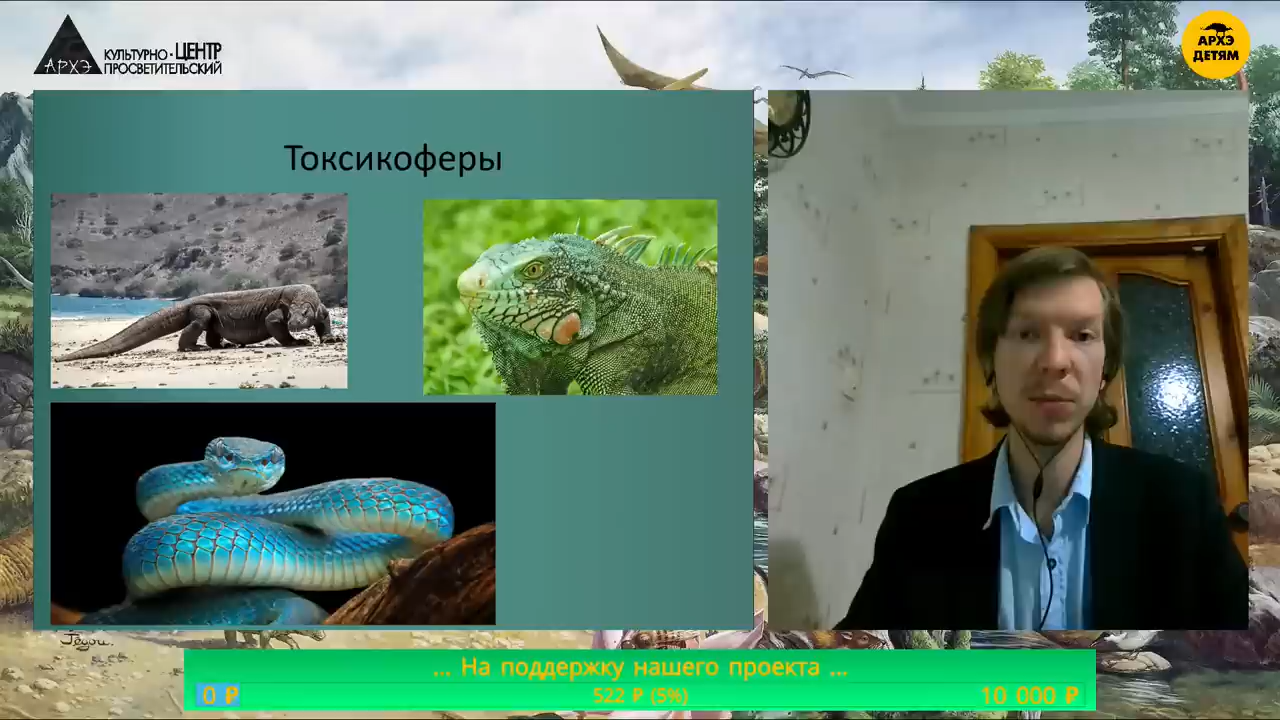 АРХЭ
КУЛЬТУРНО-ЦЕНТР
ПРОСВЕТИТЕЛЬСКИЙ
АРХЭ
ДЕТЯМ
Токсикоферы
... На поддержку нашего проекта ...
0 ₽
522 ₽ (5%)
10 000 ₽